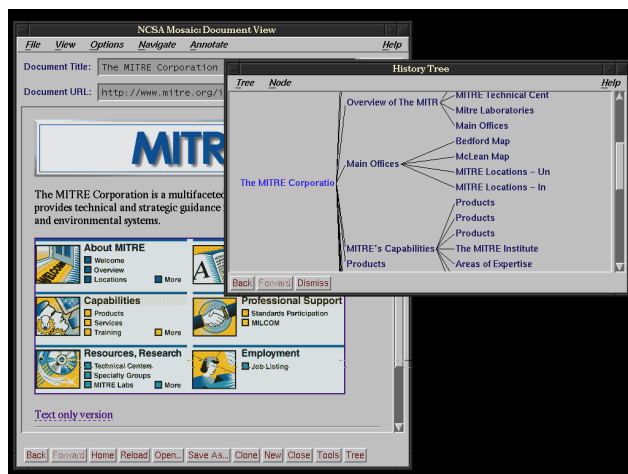 NCSA Mosaic: Document View
File View Options Navigate Annotate Help
Document Title: The MITRE Corporation
Document URL: http://www.mitre.org/i
MITRE
The MITRE Corporation is a multifaceted
provides technical and strategic guidance
and environmental systems.
About MITRE
Welcome
Overview
Locations More
Capabilities
Products
Services
Training More
Professional Support
Standards Participation
MILCOM
Resources, Research
Technical Centers
Specialty Groups
MITRE Labs More
Employment
Job Listing
Text only version
Back Forward Home Reload Open... Save As... Clone New Close Tools Tree
History Tree
Tree Node Help
MITRE Technical Cent
Overview of The MITR
Mitre Laboratories
Main Offices
Bedford Map
Main Offices
McLean Map
MITRE Locations - Un
The MITRE Corporatio
MITRE Locations - In
Products
Products
Products
MITRE's Capabilities
The MITRE Institute
Products
Areas of Expertise
Back Forward Dismiss